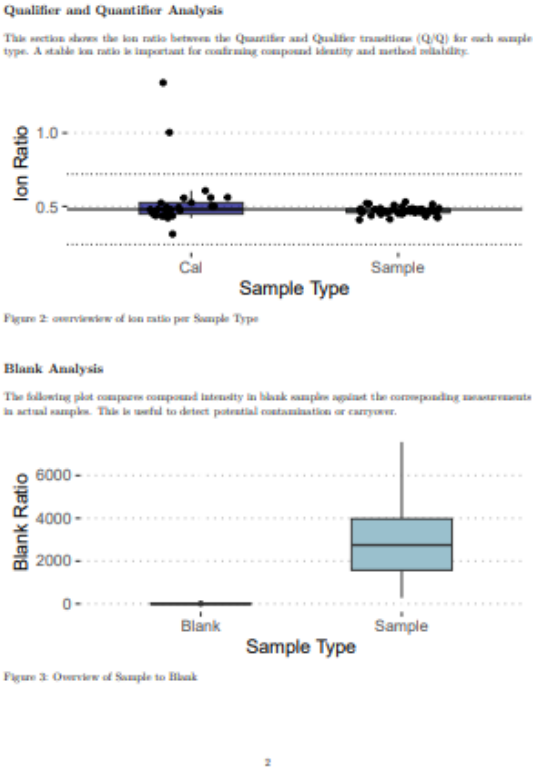 Qualifier and Quantifier Analysis
This section shows the ion ratio between the Quantifier and Qualifier transitions (Q/Q) for each sample
type. A stable ion ratio is important for confirming compound identity and method reliability.
1.0
0.5
Ion Ratio
Cal Sample
Sample Type
Figure 2: overviewiew of ion ratio per Sample Type
Blank Analysis
The following plot compares compound intensity in blank samples against the corresponding measurements
in actual samples. This is useful to detect potential contamination or carryover.
6000
4000
2000
0
Blank Ratio
Blank Sample
Sample Type
Figure 3: Overview of Sample to Blank
2